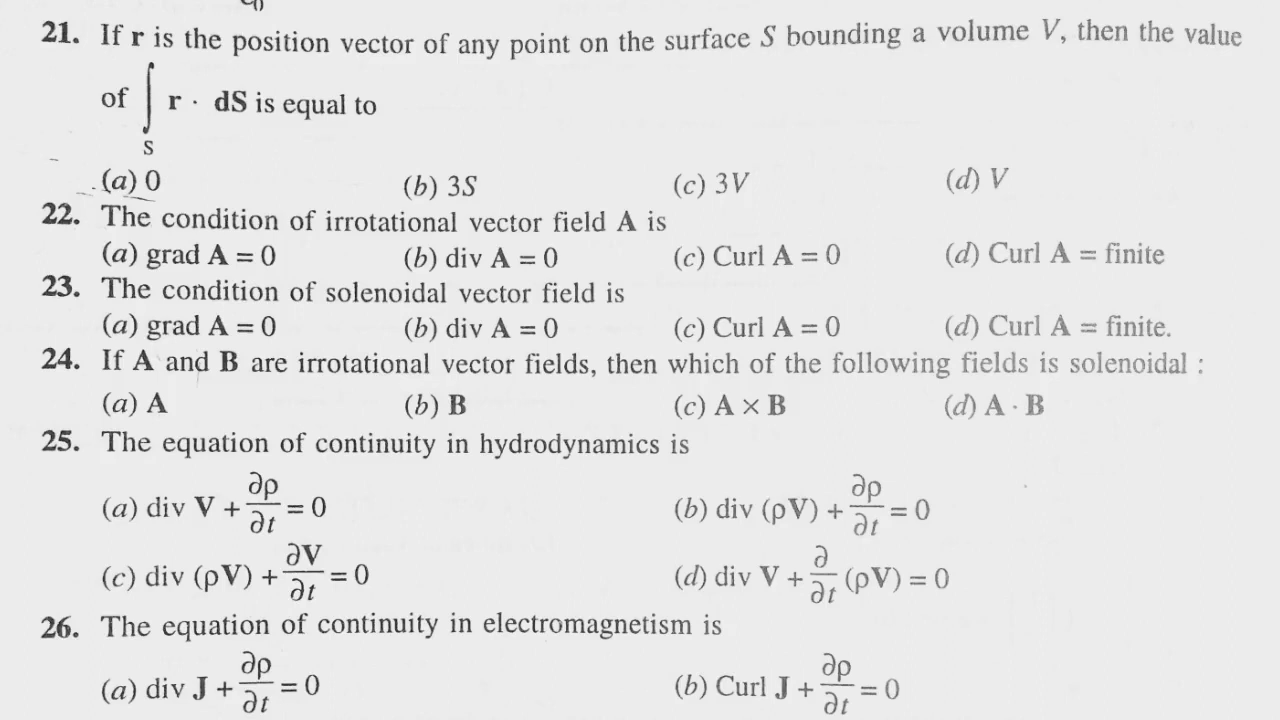 21. If r is the position vector of any point on the surface S bounding a volume V, then the value
of ∫ r · dS is equal to
S
(a) 0 (b) 3S (c) 3V (d) V
22. The condition of irrotational vector field A is
(a) grad A = 0 (b) div A = 0 (c) Curl A = 0 (d) Curl A = finite
23. The condition of solenoidal vector field is
(a) grad A = 0 (b) div A = 0 (c) Curl A = 0 (d) Curl A = finite.
24. If A and B are irrotational vector fields, then which of the following fields is solenoidal :
(a) A (b) B (c) A × B (d) A · B
25. The equation of continuity in hydrodynamics is
(a) div V + ∂ρ/∂t = 0 (b) div (ρV) + ∂ρ/∂t = 0
(c) div (ρV) + ∂V/∂t = 0 (d) div V + ∂/∂t (ρV) = 0
26. The equation of continuity in electromagnetism is
(a) div J + ∂ρ/∂t = 0 (b) Curl J + ∂ρ/∂t = 0